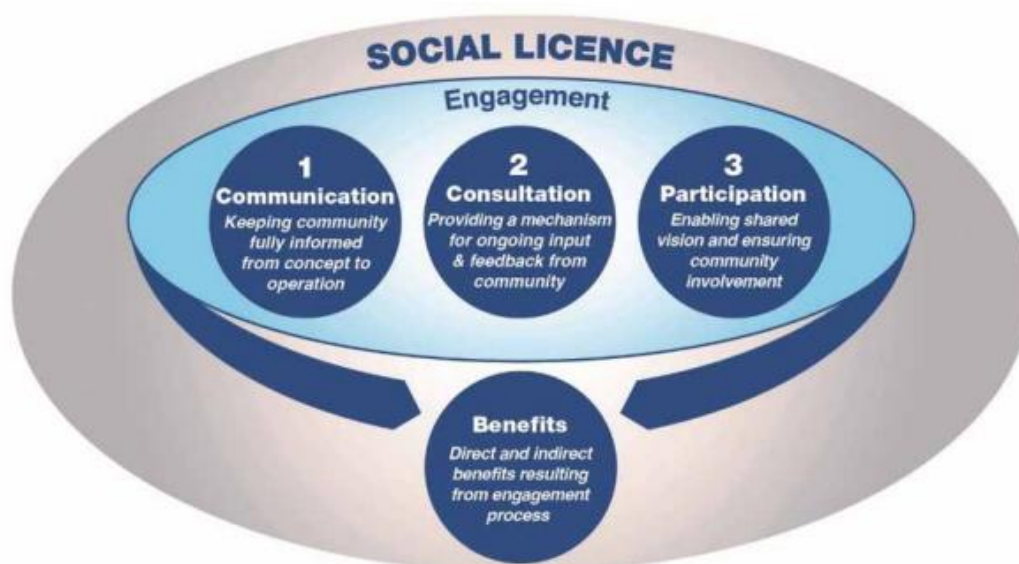 SOCIAL LICENCE
Engagement
1
Communication
Keeping community
fully informed
from concept to
operation
2
Consultation
Providing a mechanism
for ongoing input
& feedback from
community
3
Participation
Enabling shared
vision and ensuring
community
involvement
Benefits
Direct and indirect
benefits resulting
from engagement
process